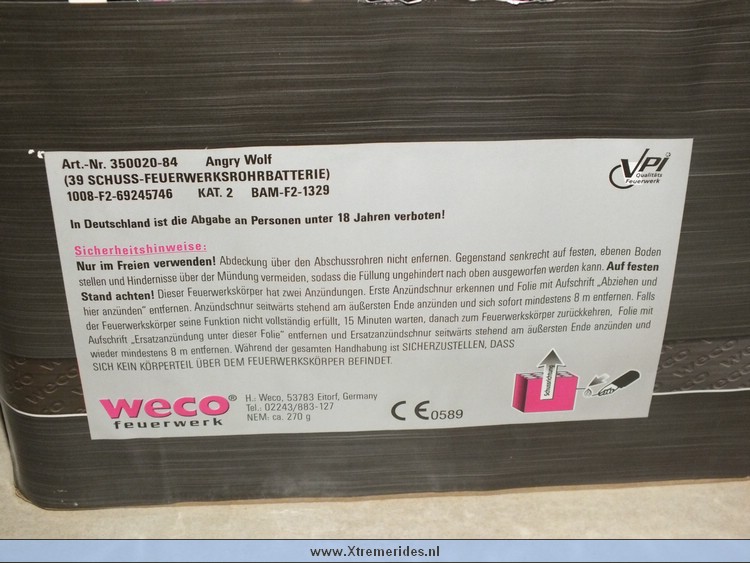 Art.-Nr. 350020-84 Angry Wolf
(39 SCHUSS-FEUERWERKSROHRBATTERIE)
1008-F2-69245746 KAT. 2 BAM-F2-1329
VPi
Qualitäts
Feuerwerk
In Deutschland ist die Abgabe an Personen unter 18 Jahren verboten!
Sicherheitshinweise:
Nur im Freien verwenden! Abdeckung über den Abschussrohren nicht enfernen. Gegenstand senkrecht auf festen, ebenen Boden
stellen und Hindernisse über der Mündung vermeiden, sodass die Füllung ungehindert nach oben ausgeworfen werden kann. Auf festen
Stand achten! Dieser Feuerwerkskörper hat zwei Anzündungen. Erste Anzündschnur erkennen und Folie mit Aufschrift „Abziehen und
hier anzünden" entfernen. Anzündschnur seitwärts stehend am äußersten Ende anzünden und sich sofort mindestens 8 m entfernen. Falls
der Feuerwerkskörper seine Funktion nicht vollständig erfüllt, 15 Minuten warten, danach zum Feuerwerkskörper zurückkehren, Folie mit
Aufschrift „Ersatzanzündung unter dieser Folie" entfernen und Ersatzanzündschnur seitwärts stehend am äußersten Ende anzünden und
wieder mindestens 8 m entfernen. Während der gesamten Handhabung ist SICHERZUSTELLEN, DASS
SICH KEIN KÖRPERTEIL ÜBER DEM FEUERWERKSKÖRPER BEFINDET.
weco®
feuerwerk
H.: Weco, 53783 Eitorf, Germany
Tel.: 02243/883-127
NEM: ca. 270 g
CE0589
Schussrichtung
www.Xtremerides.nl